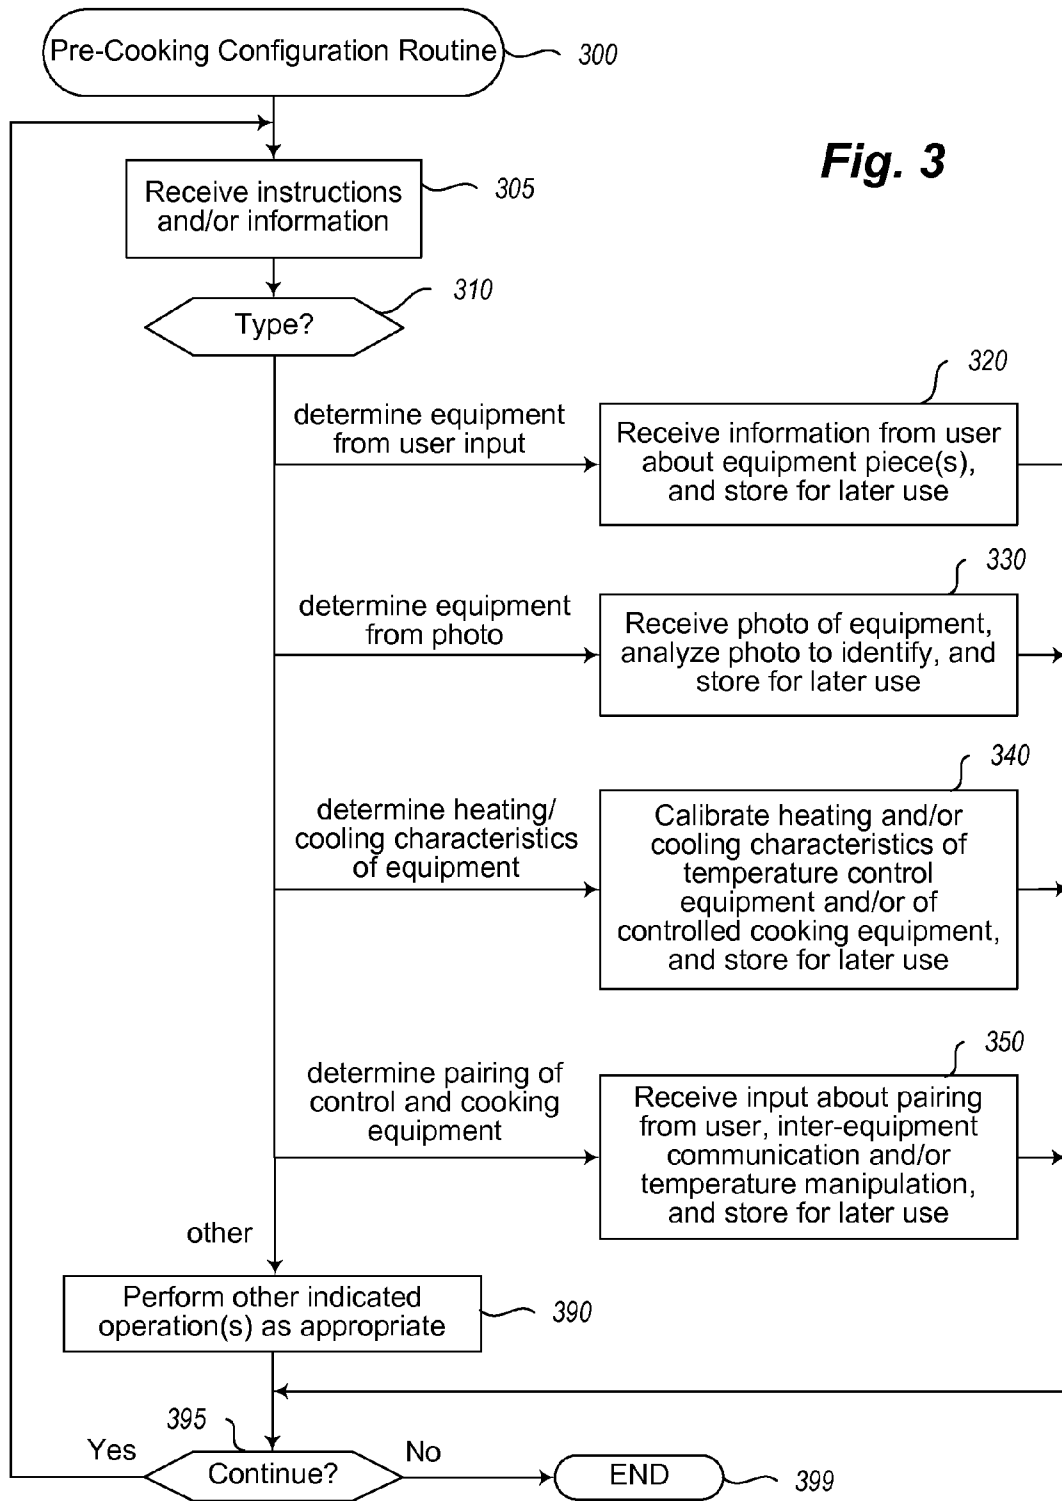 Pre-Cooking Configuration Routine
300
Fig. 3
Receive instructions
and/or information
305
310
Type?
determine equipment
from user input
320
Receive information from user
about equipment piece(s),
and store for later use
determine equipment
from photo
330
Receive photo of equipment,
analyze photo to identify, and
store for later use
determine heating/
cooling characteristics
of equipment
340
Calibrate heating and/or
cooling characteristics of
temperature control
equipment and/or of
controlled cooking equipment,
and store for later use
determine pairing of
control and cooking
equipment
350
Receive input about pairing
from user, inter-equipment
communication and/or
temperature manipulation,
and store for later use
other
Perform other indicated
operation(s) as appropriate
390
395
Yes
Continue?
No
END
399